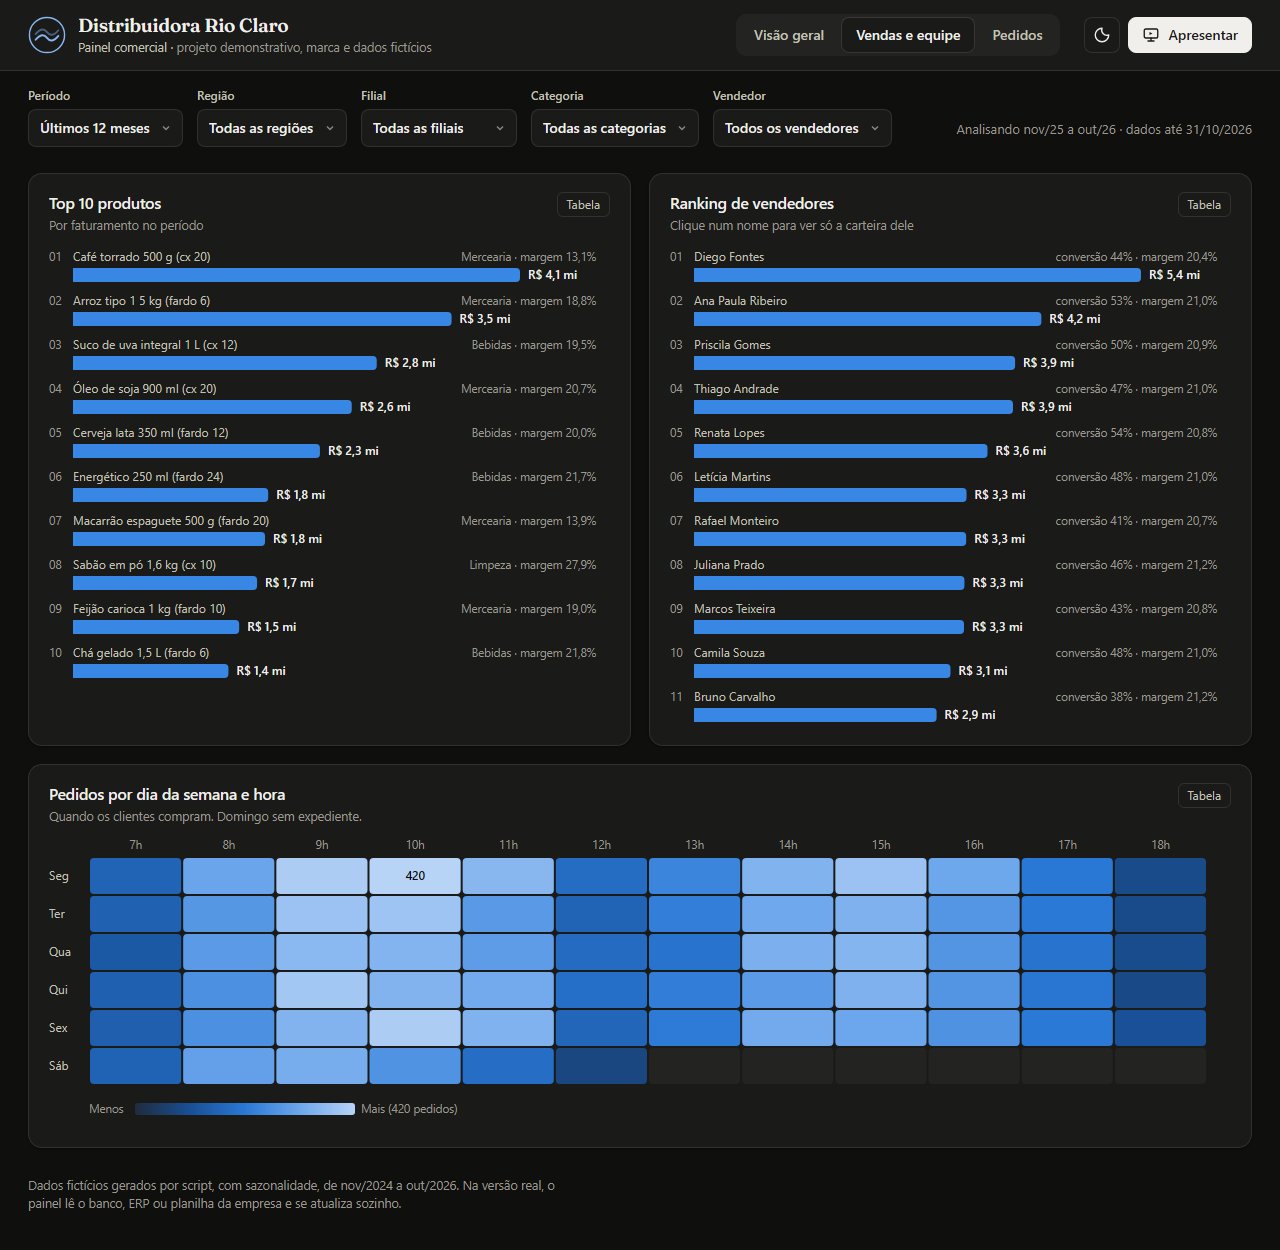 Distribuidora Rio Claro
Painel comercial · projeto demonstrativo, marca e dados fictícios
Visão geral
Vendas e equipe
Pedidos
Apresentar
Período
Região
Filial
Categoria
Vendedor
Últimos 12 meses
Todas as regiões
Todas as filiais
Todas as categorias
Todos os vendedores
Analisando nov/25 a out/26 · dados até 31/10/2026
Top 10 produtos
Tabela
Por faturamento no período
01 Café torrado 500 g (cx 20) Mercearia · margem 13,1%
R$ 4,1 mi
02 Arroz tipo 1 5 kg (fardo 6) Mercearia · margem 18,8%
R$ 3,5 mi
03 Suco de uva integral 1 L (cx 12) Bebidas · margem 19,5%
R$ 2,8 mi
04 Óleo de soja 900 ml (cx 20) Mercearia · margem 20,7%
R$ 2,6 mi
05 Cerveja lata 350 ml (fardo 12) Bebidas · margem 20,0%
R$ 2,3 mi
06 Energético 250 ml (fardo 24) Bebidas · margem 21,7%
R$ 1,8 mi
07 Macarrão espaguete 500 g (fardo 20) Mercearia · margem 13,9%
R$ 1,8 mi
08 Sabão em pó 1,6 kg (cx 10) Limpeza · margem 27,9%
R$ 1,7 mi
09 Feijão carioca 1 kg (fardo 10) Mercearia · margem 19,0%
R$ 1,5 mi
10 Chá gelado 1,5 L (fardo 6) Bebidas · margem 21,8%
R$ 1,4 mi
Ranking de vendedores
Tabela
Clique num nome para ver só a carteira dele
01 Diego Fontes conversão 44% · margem 20,4%
R$ 5,4 mi
02 Ana Paula Ribeiro conversão 53% · margem 21,0%
R$ 4,2 mi
03 Priscila Gomes conversão 50% · margem 20,9%
R$ 3,9 mi
04 Thiago Andrade conversão 47% · margem 21,0%
R$ 3,9 mi
05 Renata Lopes conversão 54% · margem 20,8%
R$ 3,6 mi
06 Letícia Martins conversão 48% · margem 21,0%
R$ 3,3 mi
07 Rafael Monteiro conversão 41% · margem 20,7%
R$ 3,3 mi
08 Juliana Prado conversão 46% · margem 21,2%
R$ 3,3 mi
09 Marcos Teixeira conversão 43% · margem 20,8%
R$ 3,3 mi
10 Camila Souza conversão 48% · margem 21,0%
R$ 3,1 mi
11 Bruno Carvalho conversão 38% · margem 21,2%
R$ 2,9 mi
Pedidos por dia da semana e hora
Tabela
Quando os clientes compram. Domingo sem expediente.
7h 8h 9h 10h 11h 12h 13h 14h 15h 16h 17h 18h
Seg 420
Ter
Qua
Qui
Sex
Sáb
Menos Mais (420 pedidos)
Dados fictícios gerados por script, com sazonalidade, de nov/2024 a out/2026. Na versão real, o
painel lê o banco, ERP ou planilha da empresa e se atualiza sozinho.